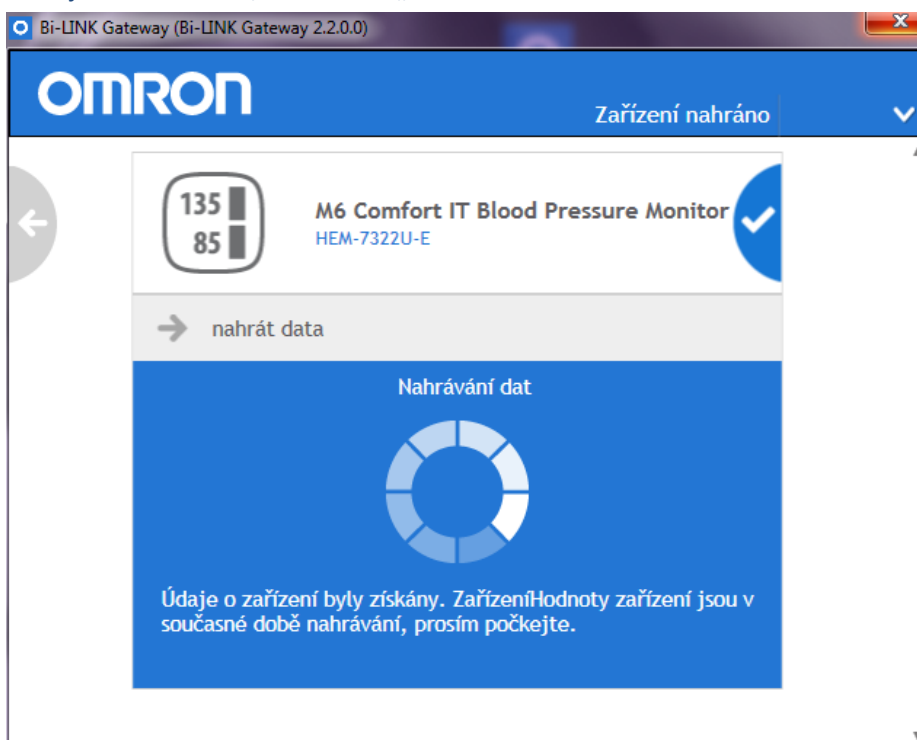 Bi-LINK Gateway (Bi-LINK Gateway 2.2.0.0)
OMRON
Zařízení nahráno
135
85
M6 Comfort IT Blood Pressure Monitor
HEM-7322U-E
nahrát data
Nahrávání dat
Údaje o zařízení byly získány. ZařízeníHodnoty zařízení jsou v
současné době nahrávání, prosím počkejte.